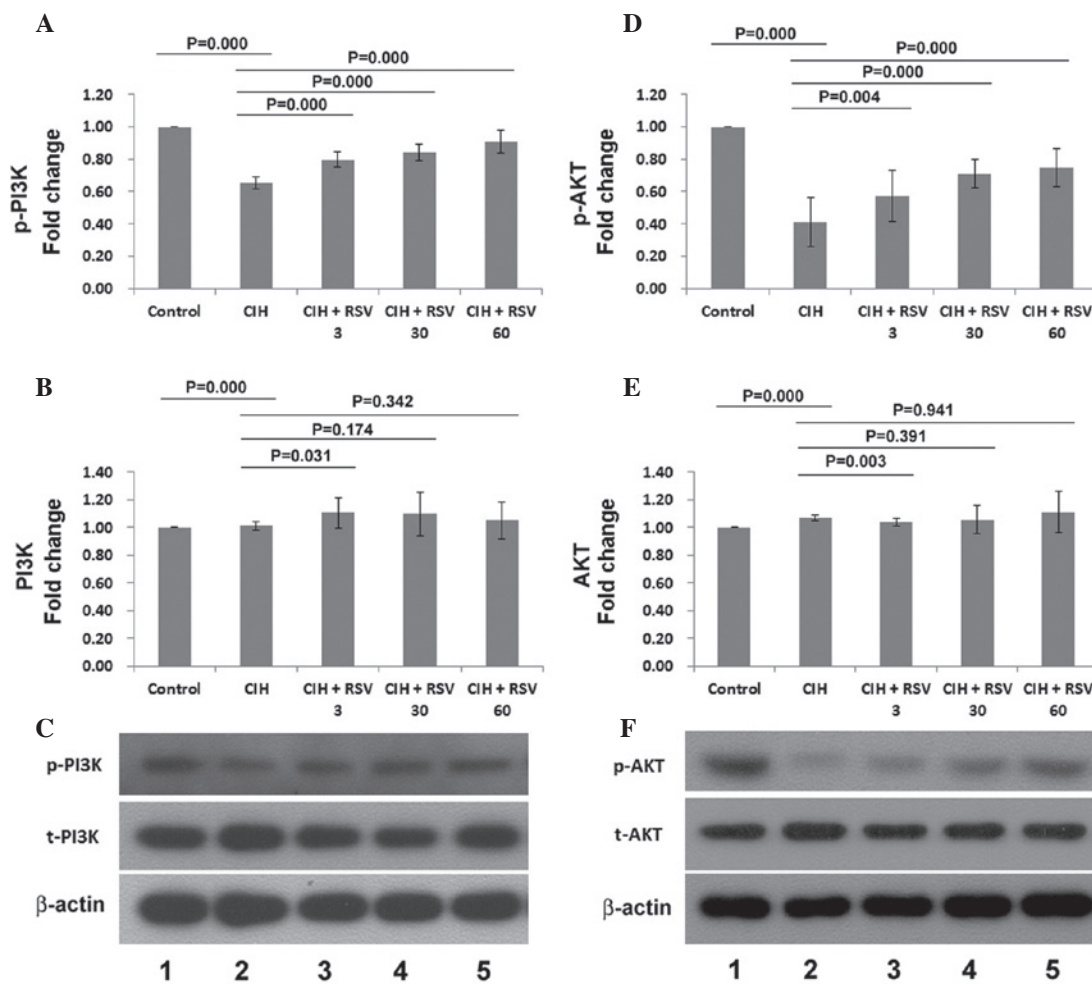 A
P=0.000
P=0.000
P=0.000
P=0.000
p-PI3K
Fold change
1.20
1.00
0.80
0.60
0.40
0.20
0.00
Control
CIH
CIH + RSV
3
CIH + RSV
30
CIH + RSV
60
D
P=0.000
P=0.000
P=0.000
P=0.004
p-AKT
Fold change
1.20
1.00
0.80
0.60
0.40
0.20
0.00
Control
CIH
CIH + RSV
3
CIH + RSV
30
CIH + RSV
60
B
P=0.000
P=0.342
P=0.174
P=0.031
PI3K
Fold change
1.40
1.20
1.00
0.80
0.60
0.40
0.20
0.00
Control
CIH
CIH + RSV
3
CIH + RSV
30
CIH + RSV
60
E
P=0.000
P=0.941
P=0.391
P=0.003
AKT
Fold change
1.40
1.20
1.00
0.80
0.60
0.40
0.20
0.00
Control
CIH
CIH + RSV
3
CIH + RSV
30
CIH + RSV
60
C
p-PI3K
t-PI3K
β-actin
1 2 3 4 5
F
p-AKT
t-AKT
β-actin
1 2 3 4 5